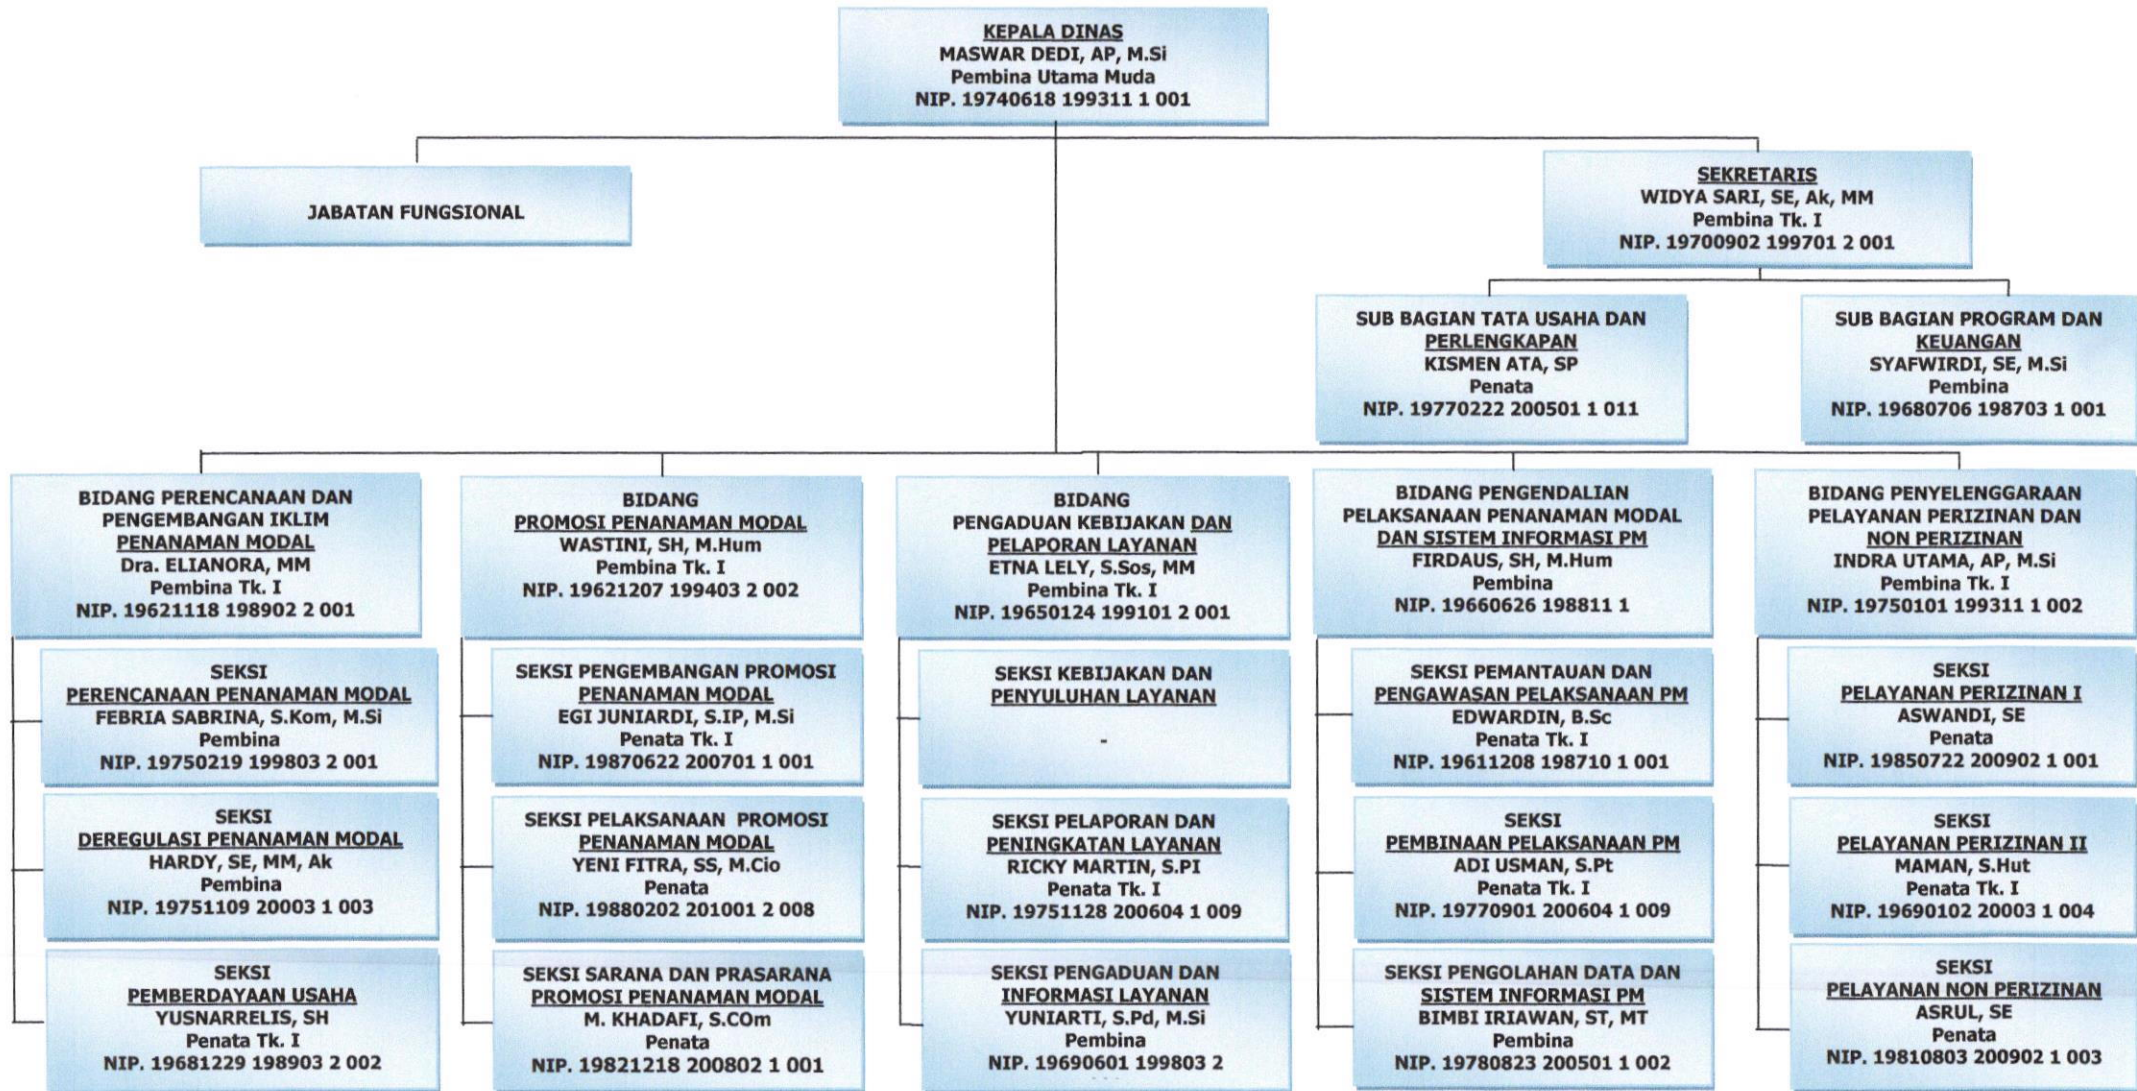 KEPALA DINAS
MASWAR DEDI, AP, M.Si
Pembina Utama Muda
NIP. 19740618 199311 1 001
JABATAN FUNGSIONAL
SEKRETARIS
WIDYA SARI, SE, Ak, MM
Pembina Tk. I
NIP. 19700902 199701 2 001
SUB BAGIAN TATA USAHA DAN
PERLENGKAPAN
KISMEN ATA, SP
Penata
NIP. 19770222 200501 1 011
SUB BAGIAN PROGRAM DAN
KEUANGAN
SYAFWIRDI, SE, M.Si
Pembina
NIP. 19680706 198703 1 001
BIDANG PERENCANAAN DAN
PENGEMBANGAN IKLIM
PENANAMAN MODAL
Dra. ELIANORA, MM
Pembina Tk. I
NIP. 19621118 198902 2 001
SEKSI
PERENCANAAN PENANAMAN MODAL
FEBRIA SABRINA, S.Kom, M.Si
Pembina
NIP. 19750219 199803 2 001
SEKSI
DEREGULASI PENANAMAN MODAL
HARDY, SE, MM, Ak
Pembina
NIP. 19751109 20003 1 003
SEKSI
PEMBERDAYAAN USAHA
YUSNARRELIS, SH
Penata Tk. I
NIP. 19681229 198903 2 002
BIDANG
PROMOSI PENANAMAN MODAL
WASTINI, SH, M.Hum
Pembina Tk. I
NIP. 19621207 199403 2 002
SEKSI PENGEMBANGAN PROMOSI
PENANAMAN MODAL
EGI JUNIARDI, S.IP, M.Si
Penata Tk. I
NIP. 19870622 200701 1 001
SEKSI PELAKSANAAN PROMOSI
PENANAMAN MODAL
YENI FITRA, SS, M.Cio
Penata
NIP. 19880202 201001 2 008
SEKSI SARANA DAN PRASARANA
PROMOSI PENANAMAN MODAL
M. KHADAFI, S.COm
Penata
NIP. 19821218 200802 1 001
BIDANG
PENGADUAN KEBIJAKAN DAN
PELAPORAN LAYANAN
ETNA LELY, S.Sos, MM
Pembina Tk. I
NIP. 19650124 199101 2 001
SEKSI KEBIJAKAN DAN
PENYULUHAN LAYANAN
-
SEKSI PELAPORAN DAN
PENINGKATAN LAYANAN
RICKY MARTIN, S.PI
Penata Tk. I
NIP. 19751128 200604 1 009
SEKSI PENGADUAN DAN
INFORMASI LAYANAN
YUNIARTI, S.Pd, M.Si
Pembina
NIP. 19690601 199803 2
BIDANG PENGENDALIAN
PELAKSANAAN PENANAMAN MODAL
DAN SISTEM INFORMASI PM
FIRDAUS, SH, M.Hum
Pembina
NIP. 19660626 198811 1
SEKSI PEMANTAUAN DAN
PENGAWASAN PELAKSANAAN PM
EDWARDIN, B.Sc
Penata Tk. I
NIP. 19611208 198710 1 001
SEKSI
PEMBINAAN PELAKSANAAN PM
ADI USMAN, S.Pt
Penata Tk. I
NIP. 19770901 200604 1 009
SEKSI PENGOLAHAN DATA DAN
SISTEM INFORMASI PM
BIMBI IRIAWAN, ST, MT
Pembina
NIP. 19780823 200501 1 002
BIDANG PENYELENGGARAAN
PELAYANAN PERIZINAN DAN
NON PERIZINAN
INDRA UTAMA, AP, M.Si
Pembina Tk. I
NIP. 19750101 199311 1 002
SEKSI
PELAYANAN PERIZINAN I
ASWANDI, SE
Penata
NIP. 19850722 200902 1 001
SEKSI
PELAYANAN PERIZINAN II
MAMAN, S.Hut
Penata Tk. I
NIP. 19690102 20003 1 004
SEKSI
PELAYANAN NON PERIZINAN
ASRUL, SE
Penata
NIP. 19810803 200902 1 003